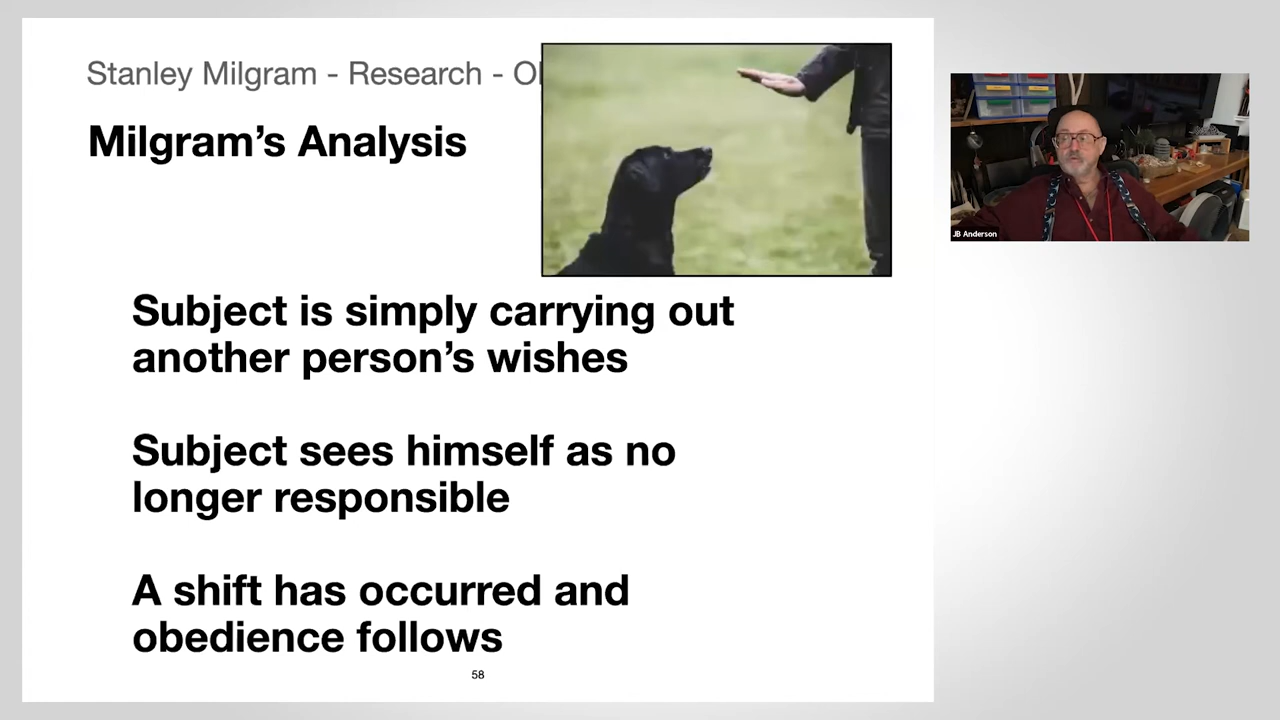 Stanley Milgram - Research -
Milgram's Analysis
Subject is simply carrying out
another person's wishes
Subject sees himself as no
longer responsible
A shift has occurred and
obedience follows
58
JB Anderson